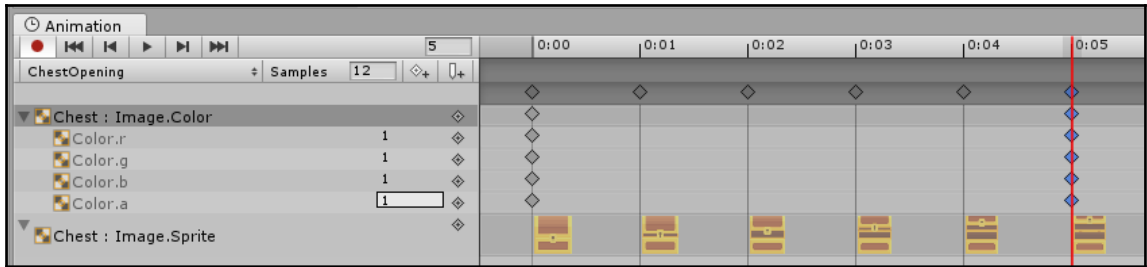 Animation
5 0:00 0:01 0:02 0:03 0:04 0:05
ChestOpening Samples 12
Chest : Image.Color
Color.r 1
Color.g 1
Color.b 1
Color.a 1
Chest : Image.Sprite